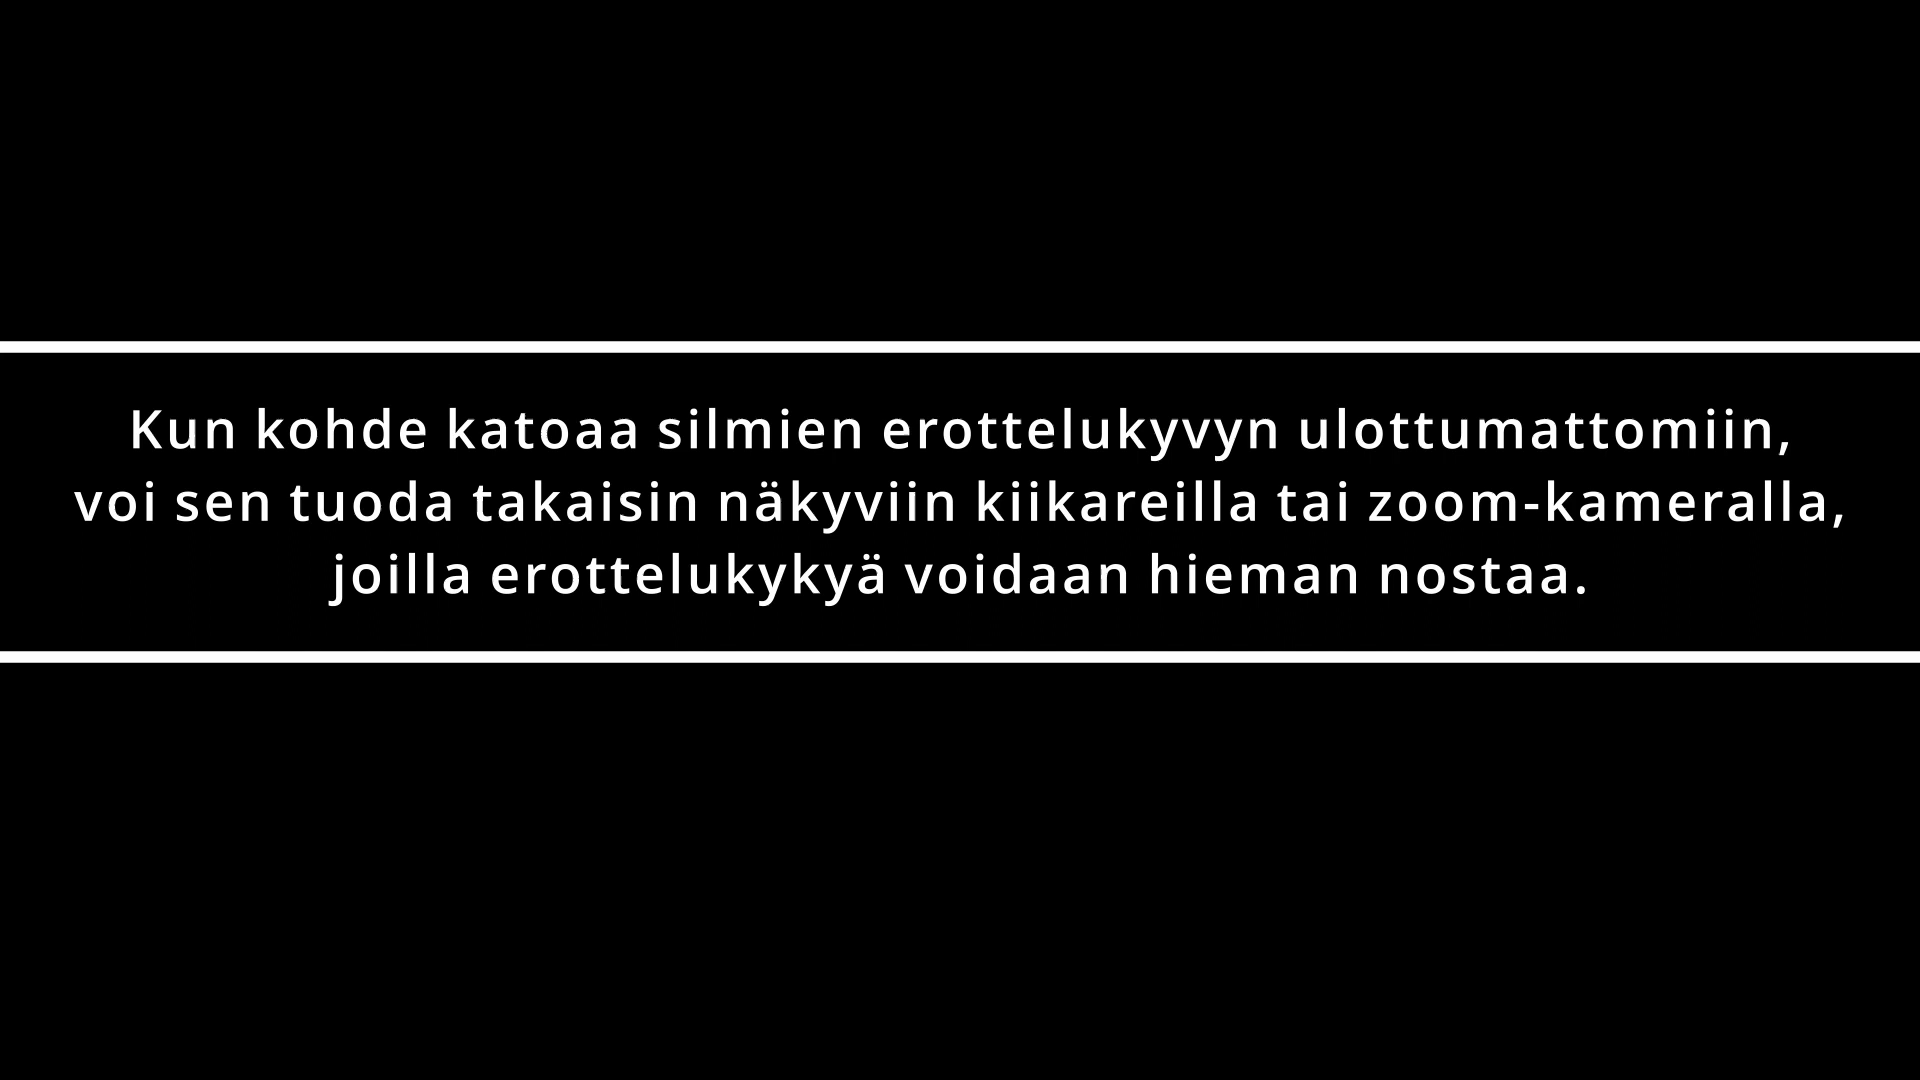 Kun kohde katoaa silmien erottelukyvyn ulottumattomiin,
voi sen tuoda takaisin näkyviin kiikareilla tai zoom-kameralla,
joilla erottelukykyä voidaan hieman nostaa.